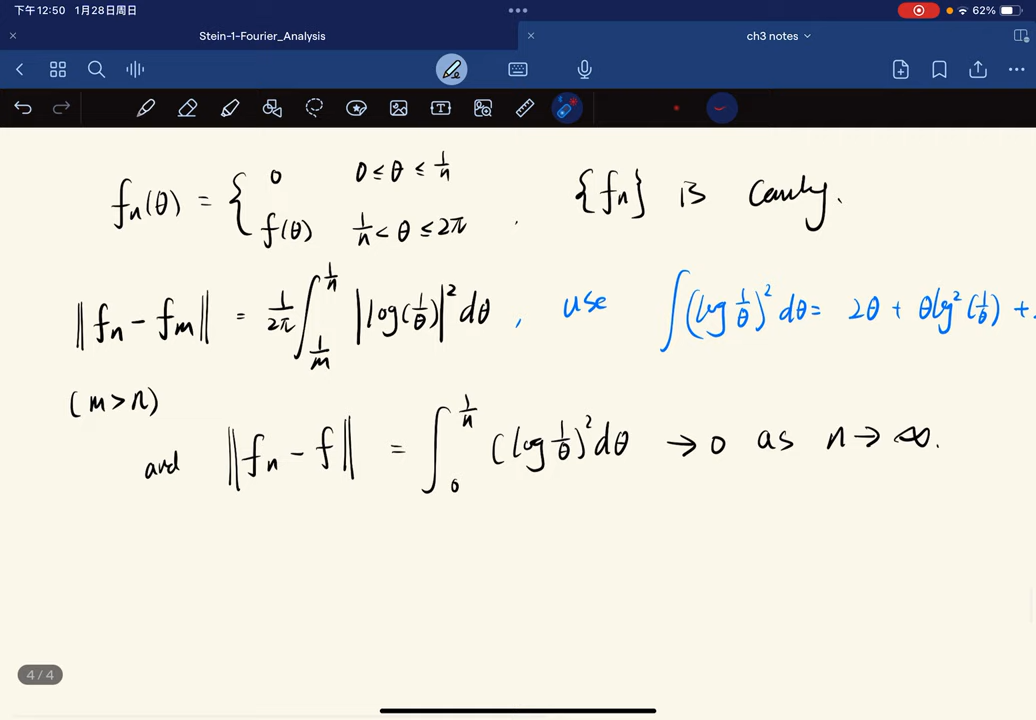 下午12:50 1月28日周日 62%
Stein-1-Fourier_Analysis ch3 notes
fₙ(θ) = { 0 0 ≤ θ ≤ 1/n
f(θ) 1/n < θ ≤ 2π , {fₙ} is Cauchy.
‖fₙ − fₘ‖ = 1/2π ∫_{1/m}^{1/n} |log(1/θ)|² dθ , use ∫(log 1/θ)² dθ = 2θ + θlog²(1/θ) +
(m > n)
and ‖fₙ − f‖ = ∫_0^{1/n} (log 1/θ)² dθ → 0 as n → ∞.
4 / 4